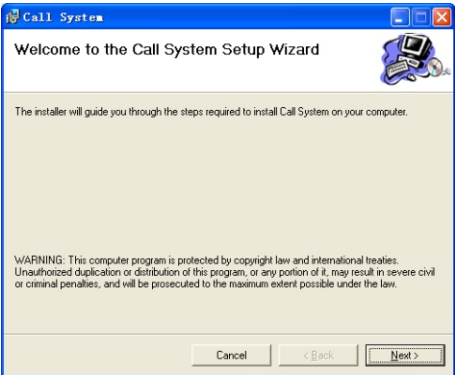 Call System
Welcome to the Call System Setup Wizard
The installer will guide you through the steps required to install Call System on your computer.
WARNING: This computer program is protected by copyright law and international treaties.
Unauthorized duplication or distribution of this program, or any portion of it, may result in severe civil
or criminal penalties, and will be prosecuted to the maximum extent possible under the law.
Cancel
< Back
Next >